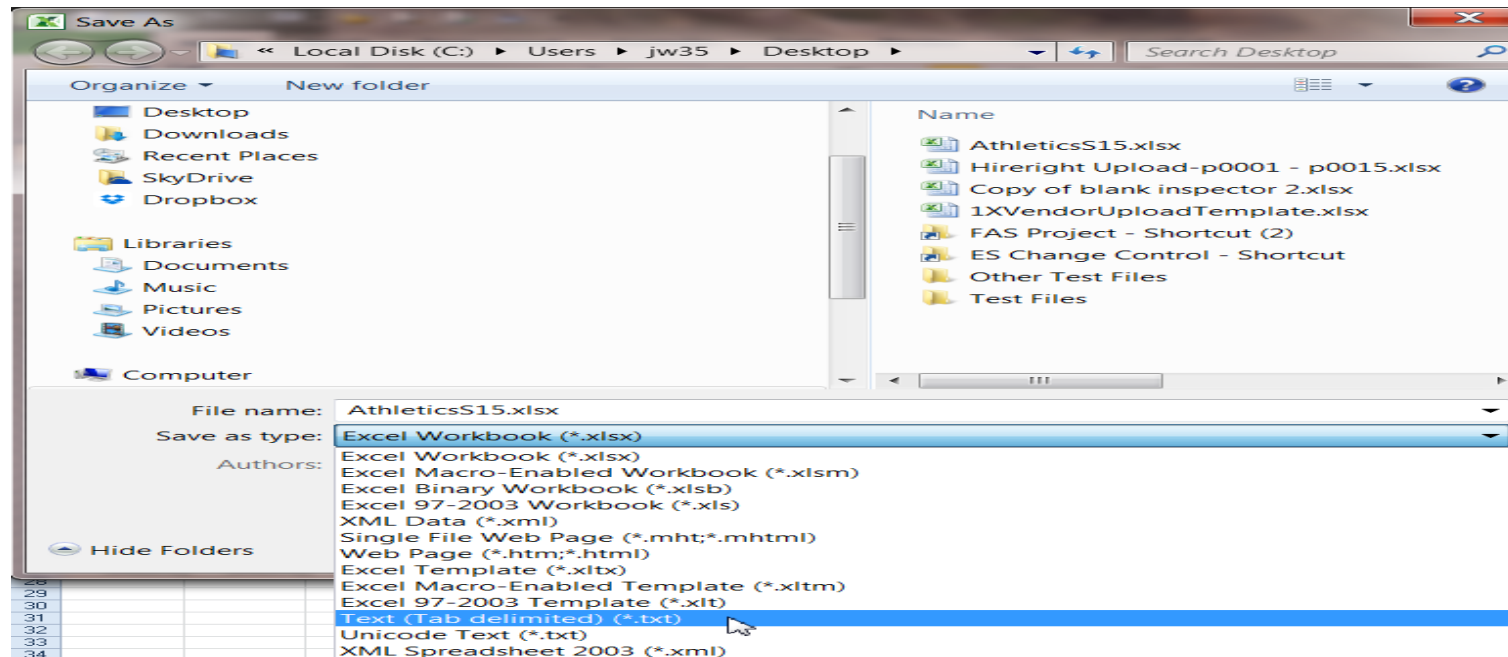 Save As
« Local Disk (C:) ▸ Users ▸ jw35 ▸ Desktop ▸
Search Desktop
Organize
New folder
Desktop
Downloads
Recent Places
SkyDrive
Dropbox
Libraries
Documents
Music
Pictures
Videos
Computer
Name
AthleticsS15.xlsx
Hireright Upload-p0001 - p0015.xlsx
Copy of blank inspector 2.xlsx
1XVendorUploadTemplate.xlsx
FAS Project - Shortcut (2)
ES Change Control - Shortcut
Other Test Files
Test Files
File name: AthleticsS15.xlsx
Save as type: Excel Workbook (*.xlsx)
Authors:
Excel Workbook (*.xlsx)
Excel Macro-Enabled Workbook (*.xlsm)
Excel Binary Workbook (*.xlsb)
Excel 97-2003 Workbook (*.xls)
XML Data (*.xml)
Single File Web Page (*.mht;*.mhtml)
Web Page (*.htm;*.html)
Excel Template (*.xltx)
Excel Macro-Enabled Template (*.xltm)
Excel 97-2003 Template (*.xlt)
Text (Tab delimited) (*.txt)
Unicode Text (*.txt)
XML Spreadsheet 2003 (*.xml)
Hide Folders
28
29
30
31
32
33
34